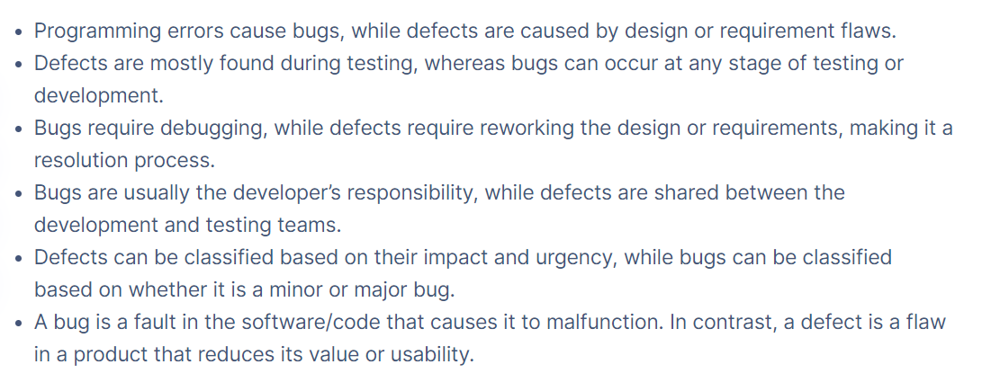 • Programming errors cause bugs, while defects are caused by design or requirement flaws.
• Defects are mostly found during testing, whereas bugs can occur at any stage of testing or
development.
• Bugs require debugging, while defects require reworking the design or requirements, making it a
resolution process.
• Bugs are usually the developer’s responsibility, while defects are shared between the
development and testing teams.
• Defects can be classified based on their impact and urgency, while bugs can be classified
based on whether it is a minor or major bug.
• A bug is a fault in the software/code that causes it to malfunction. In contrast, a defect is a flaw
in a product that reduces its value or usability.